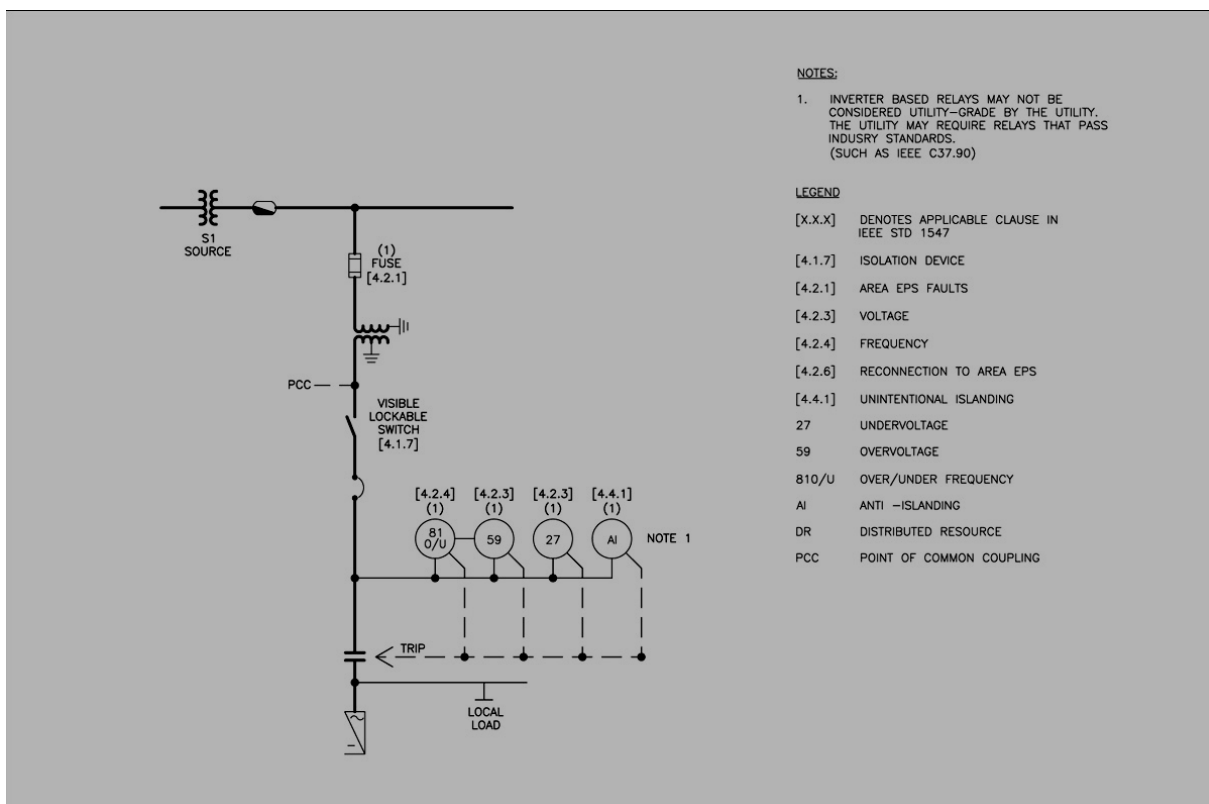 NOTES:
1. INVERTER BASED RELAYS MAY NOT BE
CONSIDERED UTILITY-GRADE BY THE UTILITY.
THE UTILITY MAY REQUIRE RELAYS THAT PASS
INDUSRY STANDARDS.
(SUCH AS IEEE C37.90)
LEGEND
[X.X.X] DENOTES APPLICABLE CLAUSE IN
IEEE STD 1547
[4.1.7] ISOLATION DEVICE
[4.2.1] AREA EPS FAULTS
[4.2.3] VOLTAGE
[4.2.4] FREQUENCY
[4.2.6] RECONNECTION TO AREA EPS
[4.4.1] UNINTENTIONAL ISLANDING
27 UNDERVOLTAGE
59 OVERVOLTAGE
810/U OVER/UNDER FREQUENCY
AI ANTI -ISLANDING
DR DISTRIBUTED RESOURCE
PCC POINT OF COMMON COUPLING
S1
SOURCE
(1)
FUSE
[4.2.1]
PCC
VISIBLE
LOCKABLE
SWITCH
[4.1.7]
[4.2.4] [4.2.3] [4.2.3] [4.4.1]
(1) (1) (1) (1)
81
O/U
59
27
AI
NOTE 1
TRIP
LOCAL
LOAD